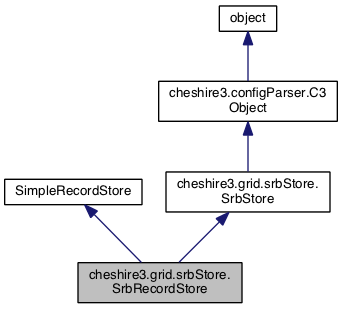 object
cheshire3.configParser.C3
Object
SimpleRecordStore
cheshire3.grid.srbStore.
SrbStore
cheshire3.grid.srbStore.
SrbRecordStore